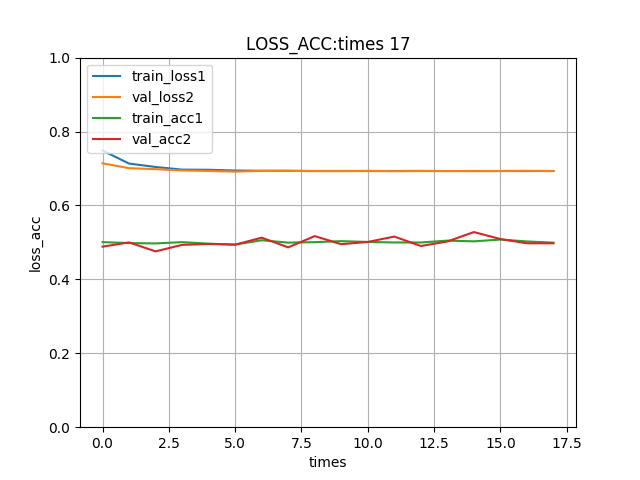 LOSS_ACC:times 17
1.0
0.8
0.6
0.4
0.2
0.0
loss_acc
train_loss1
val_loss2
train_acc1
val_acc2
0.0 2.5 5.0 7.5 10.0 12.5 15.0 17.5
times